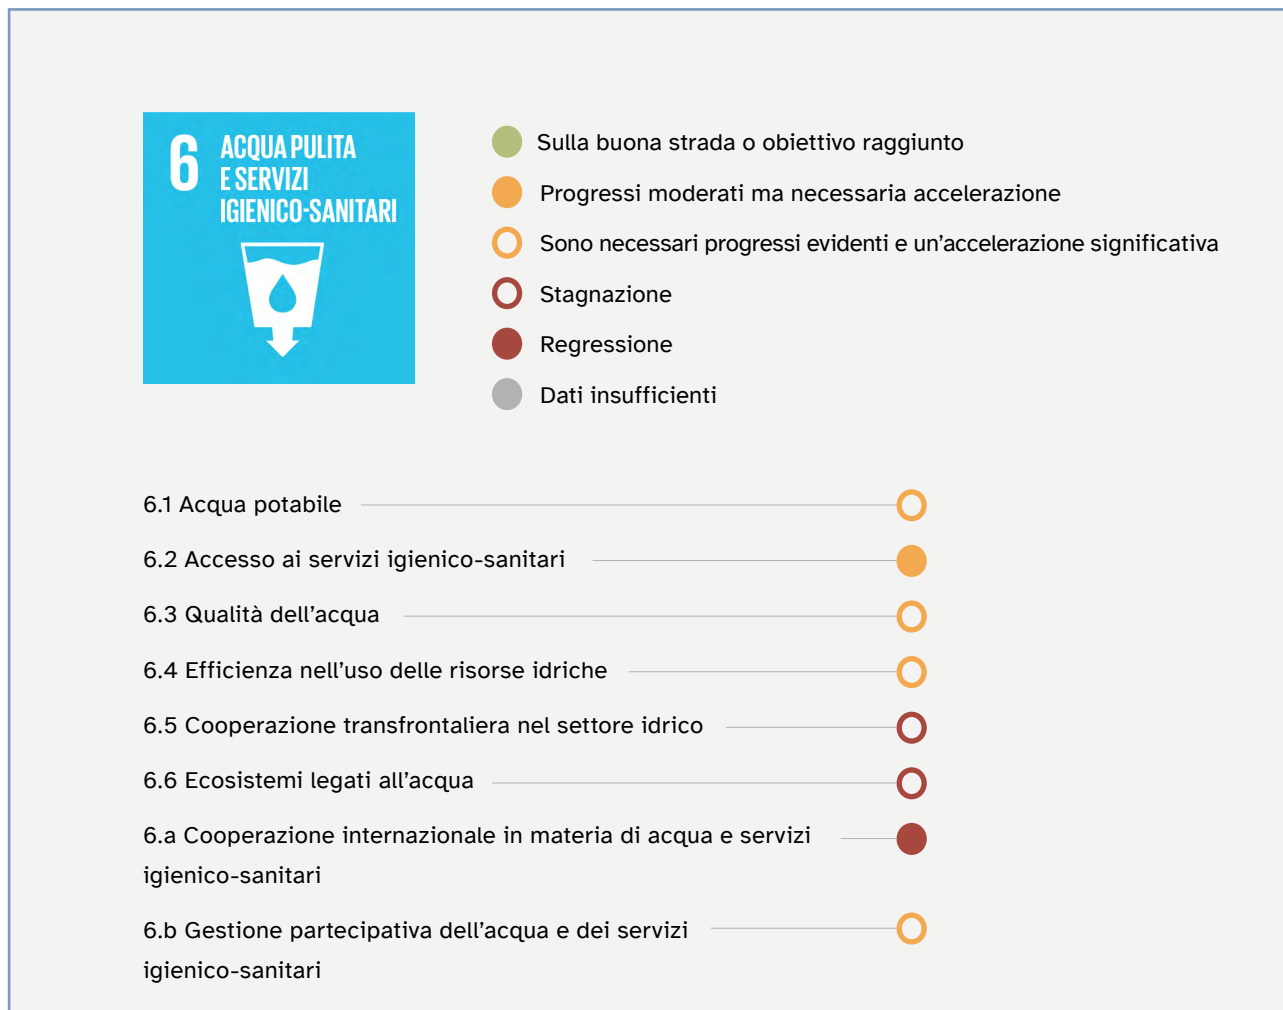 6
ACQUA PULITA
E SERVIZI
IGIENICO-SANITARI
Sulla buona strada o obiettivo raggiunto
Progressi moderati ma necessaria accelerazione
Sono necessari progressi evidenti e un’accelerazione significativa
Stagnazione
Regressione
Dati insufficienti
6.1 Acqua potabile
6.2 Accesso ai servizi igienico-sanitari
6.3 Qualità dell’acqua
6.4 Efficienza nell’uso delle risorse idriche
6.5 Cooperazione transfrontaliera nel settore idrico
6.6 Ecosistemi legati all’acqua
6.a Cooperazione internazionale in materia di acqua e servizi
igienico-sanitari
6.b Gestione partecipativa dell’acqua e dei servizi
igienico-sanitari